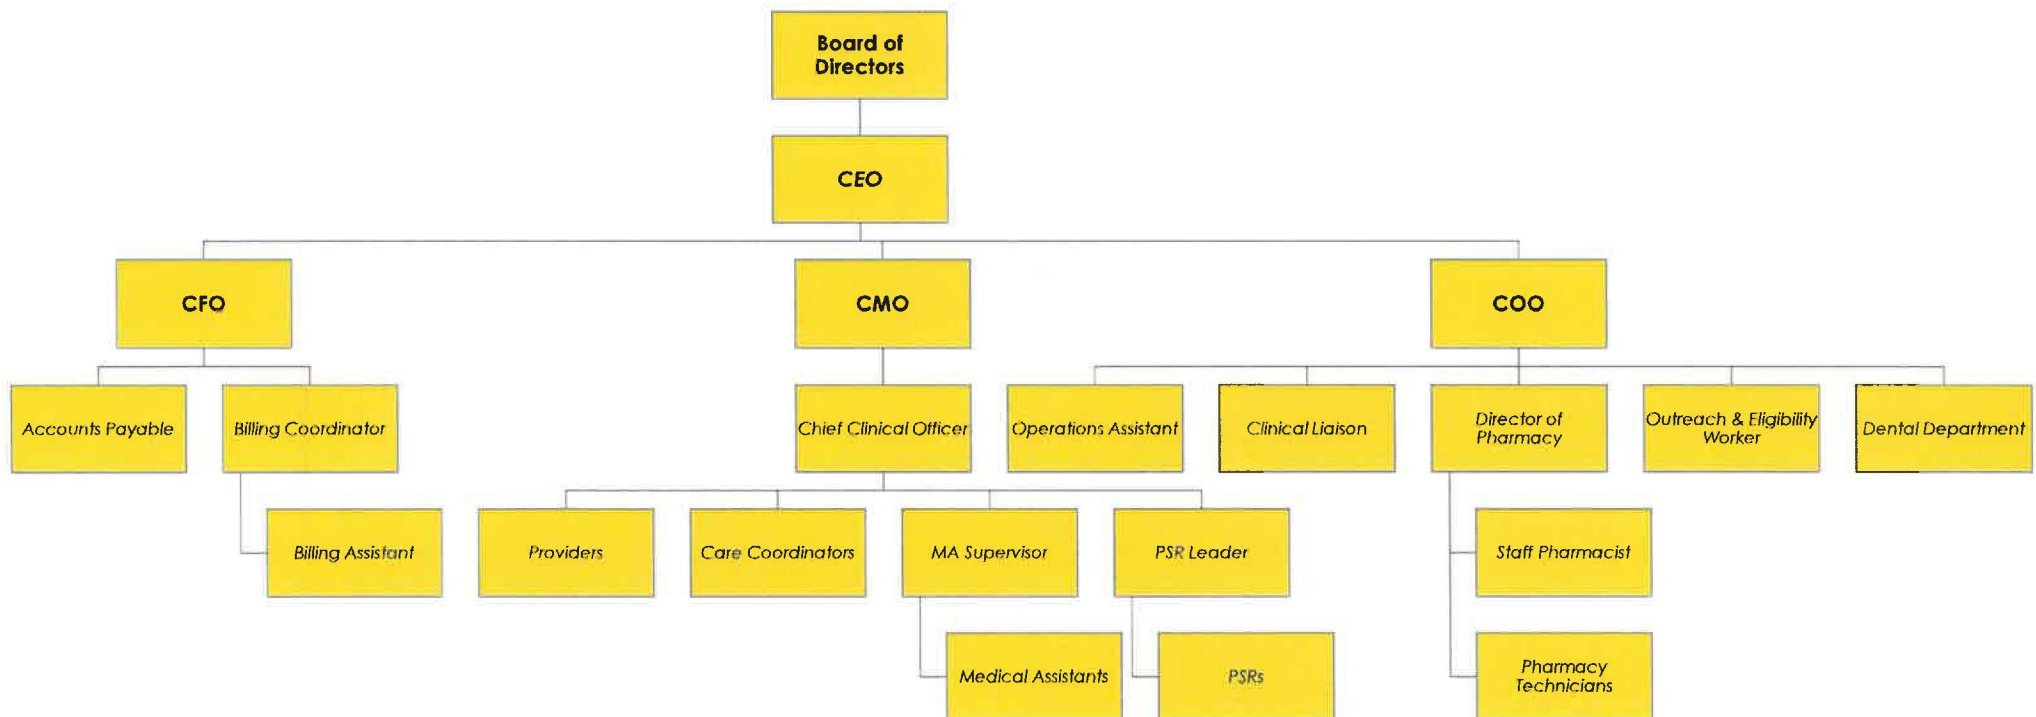 Board of
Directors
CEO
CFO
CMO
COO
Accounts Payable
Billing Coordinator
Chief Clinical Officer
Operations Assistant
Clinical Liaison
Director of
Pharmacy
Outreach & Eligibility
Worker
Dental Department
Billing Assistant
Providers
Care Coordinators
MA Supervisor
PSR Leader
Staff Pharmacist
Medical Assistants
PSRs
Pharmacy
Technicians